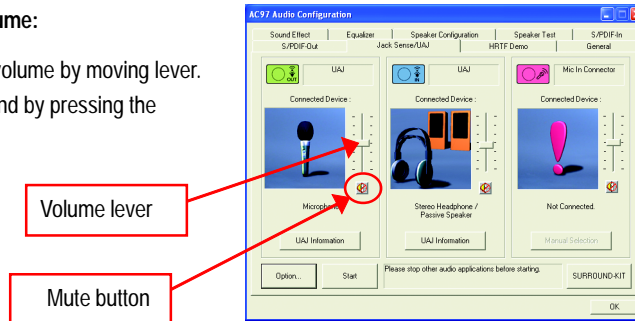 ume:
volume by moving lever.
nd by pressing the
Volume lever
Mute button
AC97 Audio Configuration
Sound Effect Equalizer Speaker Configuration Speaker Test S/PDIF-In
S/PDIF-Out Jack Sense/UAJ HRTF Demo General
OUT UAJ IN UAJ Mic In Connector
Connected Device : Connected Device : Connected Device :
Microphone Stereo Headphone / Not Connected.
Passive Speaker
UAJ Information UAJ Information Manual Selection
Option... Start Please stop other audio applications before starting. SURROUND-KIT
OK